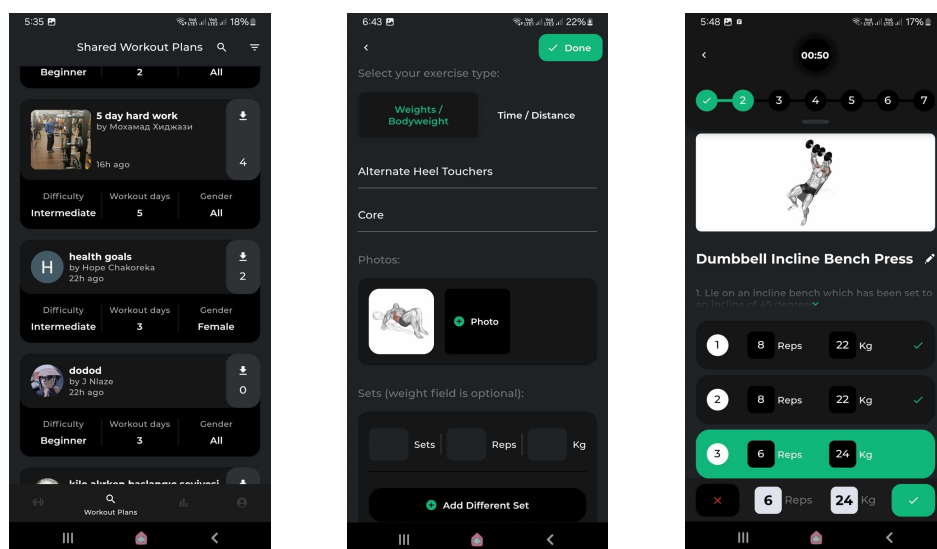 5:35
18%
Shared Workout Plans
Beginner 2 All
5 day hard work
by Мохамад Хиджази
16h ago
4
Difficulty Workout days Gender
Intermediate 5 All
H
health goals
by Hope Chakoreka
22h ago
2
Difficulty Workout days Gender
Intermediate 3 Female
dodod
by J Nlaze
22h ago
0
Difficulty Workout days Gender
Beginner 3 All
Workout Plans
6:43
22%
Done
Select your exercise type:
Weights /
Bodyweight
Time / Distance
Alternate Heel Touchers
Core
Photos:
Photo
Sets (weight field is optional):
Sets Reps Kg
Add Different Set
5:48
17%
00:50
2 3 4 5 6 7
Dumbbell Incline Bench Press
1. Lie on an incline bench which has been set to
an incline of 45 degrees
1 8 Reps 22 Kg
2 8 Reps 22 Kg
3 6 Reps 24 Kg
6 Reps 24 Kg